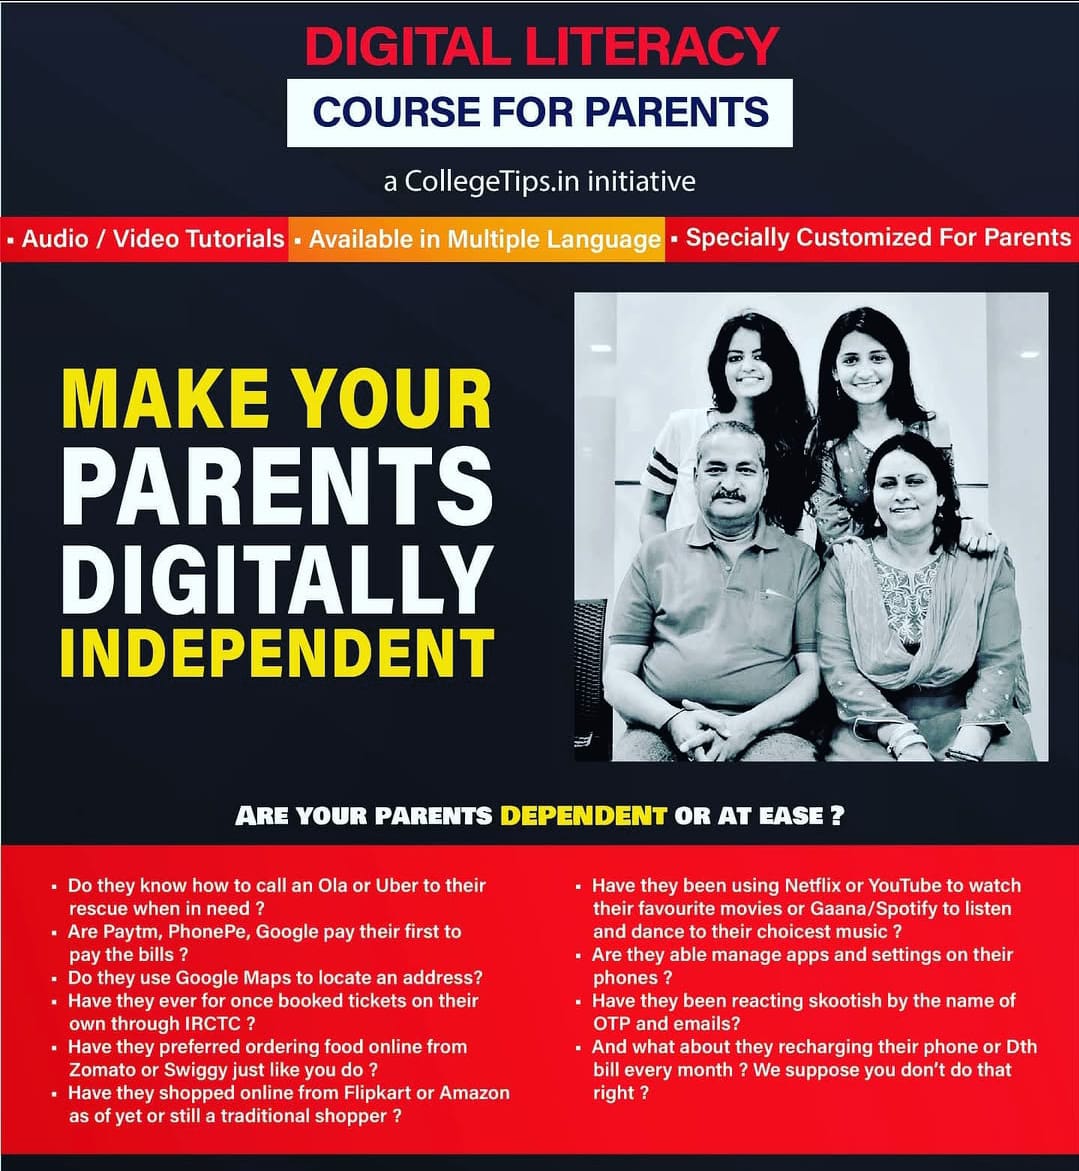 DIGITAL LITERACY
COURSE FOR PARENTS
a CollegeTips.in initiative
▪ Audio / Video Tutorials ▪ Available in Multiple Language ▪ Specially Customized For Parents
MAKE YOUR
PARENTS
DIGITALLY
INDEPENDENT
ARE YOUR PARENTS DEPENDENT OR AT EASE ?
▪ Do they know how to call an Ola or Uber to their
rescue when in need ?
▪ Are Paytm, PhonePe, Google pay their first to
pay the bills ?
▪ Do they use Google Maps to locate an address?
▪ Have they ever for once booked tickets on their
own through IRCTC ?
▪ Have they preferred ordering food online from
Zomato or Swiggy just like you do ?
▪ Have they shopped online from Flipkart or Amazon
as of yet or still a traditional shopper ?
▪ Have they been using Netflix or YouTube to watch
their favourite movies or Gaana/Spotify to listen
and dance to their choicest music ?
▪ Are they able manage apps and settings on their
phones ?
▪ Have they been reacting skootish by the name of
OTP and emails?
▪ And what about they recharging their phone or Dth
bill every month ? We suppose you don't do that
right ?